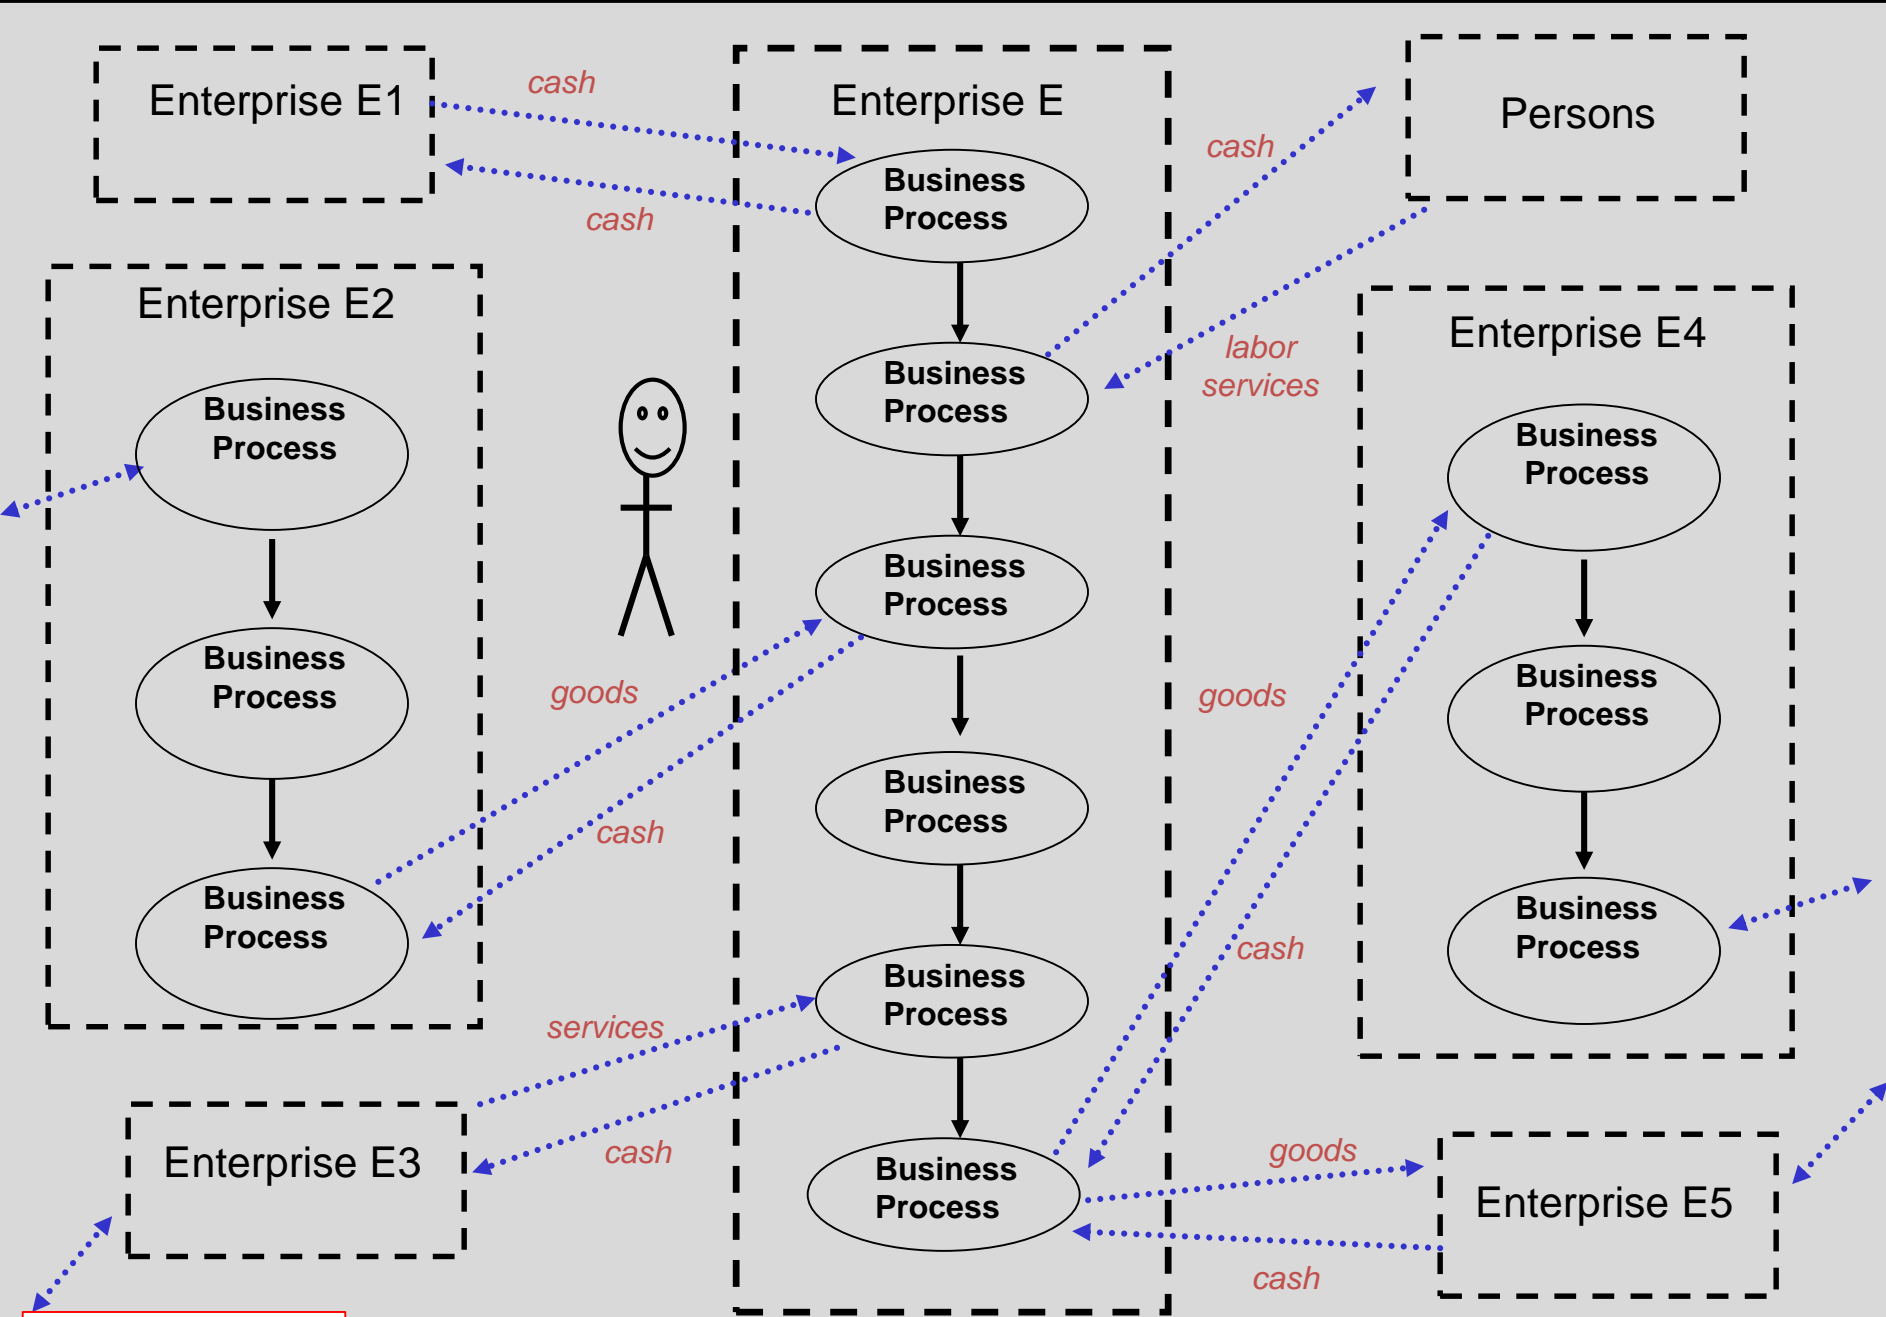 Enterprise E1
cash
cash
Enterprise E
Business
Process
Business
Process
Business
Process
Business
Process
Business
Process
Business
Process
Persons
cash
labor
services
Enterprise E2
Business
Process
Business
Process
Business
Process
goods
cash
Enterprise E4
Business
Process
Business
Process
Business
Process
goods
cash
services
cash
Enterprise E3
goods
cash
Enterprise E5